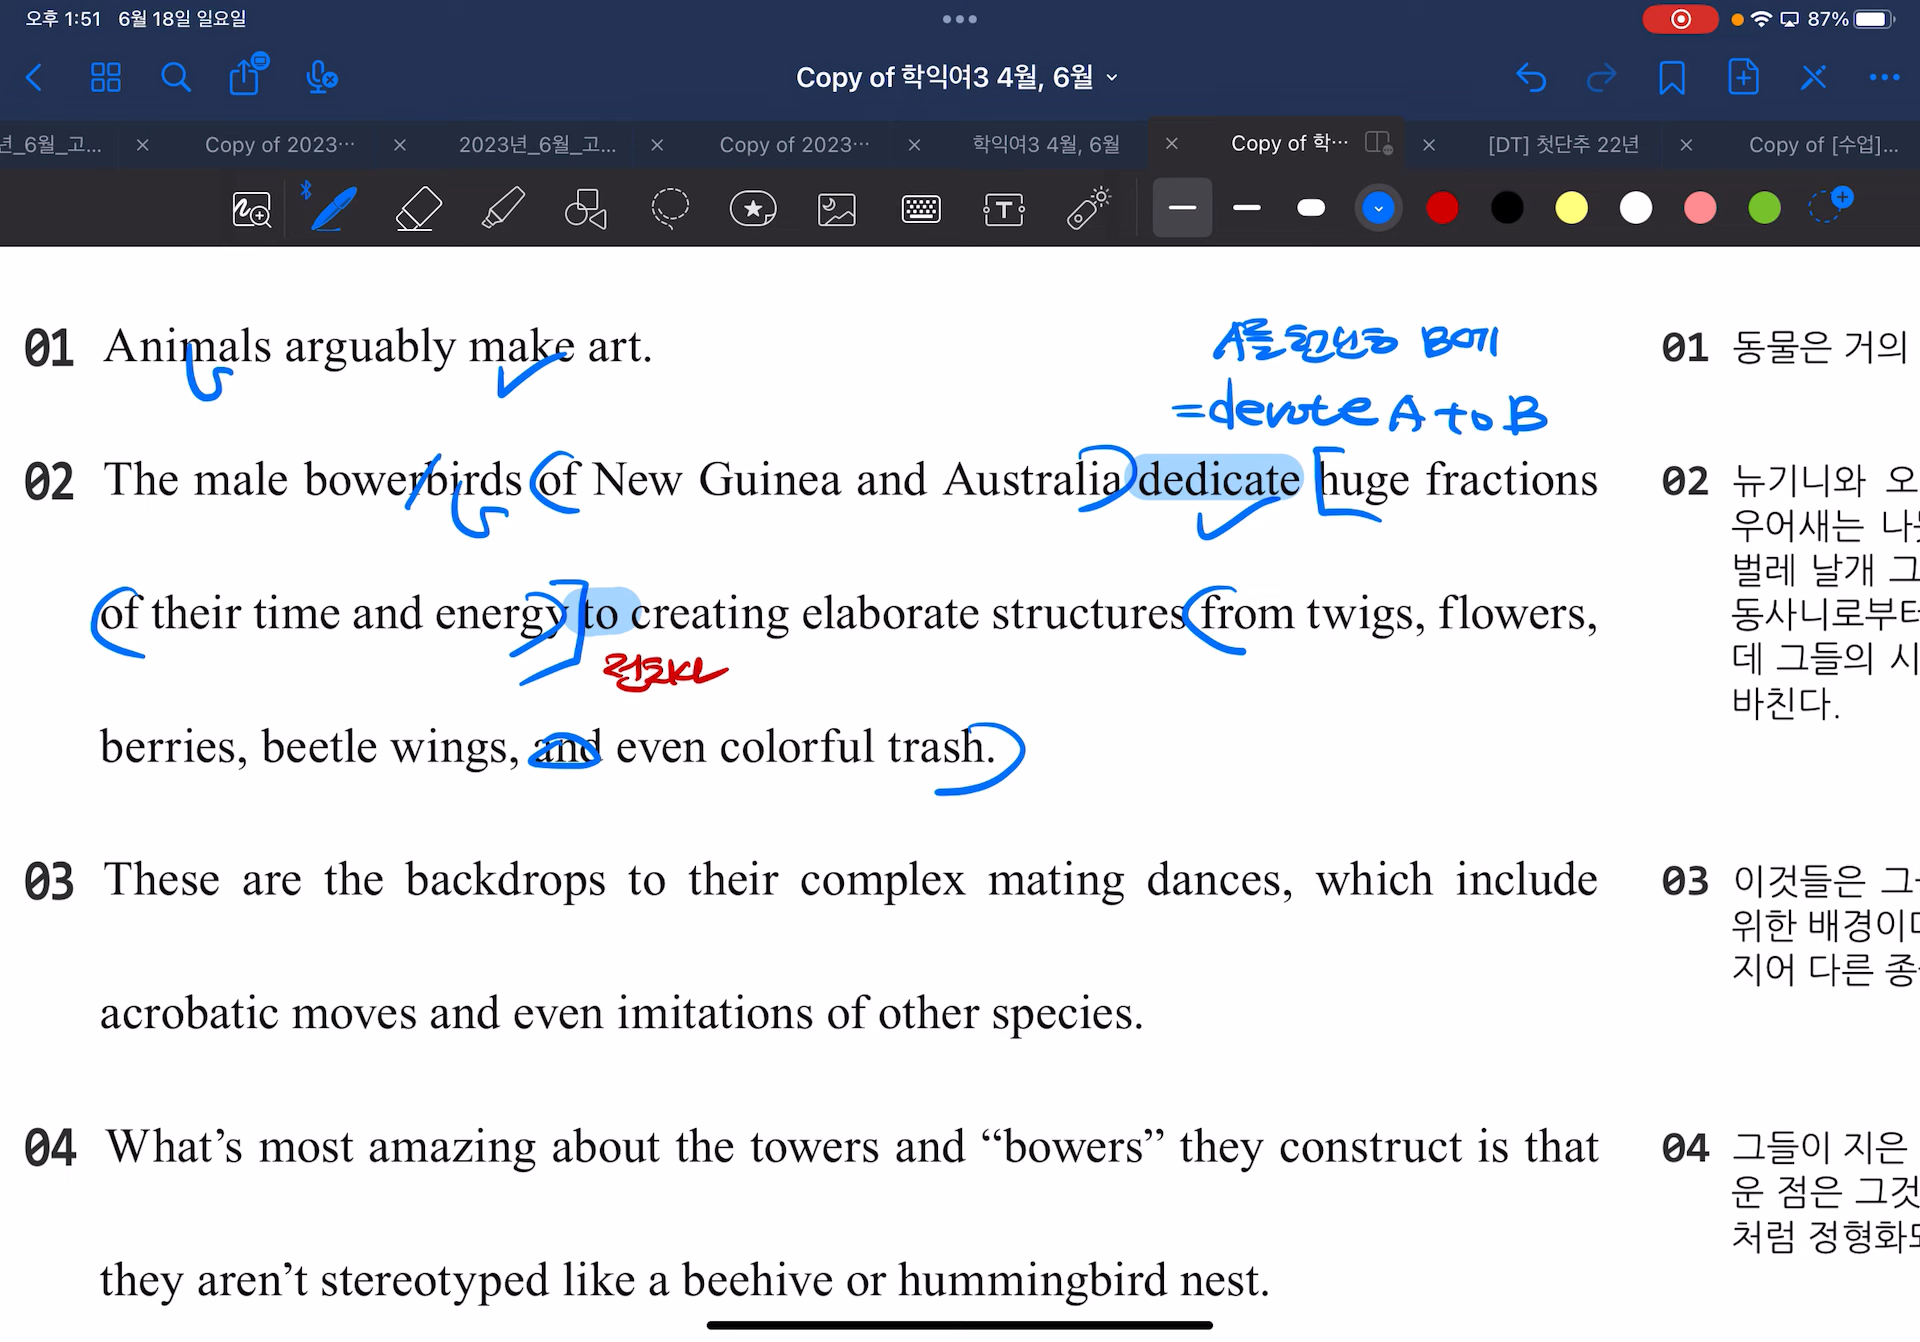 오후 1:51 6월 18일 일요일
87%
Copy of 학익여3 4월, 6월
년_6월_고...
Copy of 2023···
2023년_6월_고...
Copy of 2023···
학익여3 4월, 6월
Copy of 학···
[DT] 첫단추 22년
Copy of [수업]...
A를 헌신하 B에
=devote A to B
01 Animals arguably make art.
02 The male bowerbirds of New Guinea and Australia dedicate huge fractions
of their time and energy to creating elaborate structures from twigs, flowers,
전치사
berries, beetle wings, and even colorful trash.
03 These are the backdrops to their complex mating dances, which include
acrobatic moves and even imitations of other species.
04 What’s most amazing about the towers and “bowers” they construct is that
they aren’t stereotyped like a beehive or hummingbird nest.
01 동물은 거의
02 뉴기니와 오
우어새는 나
벌레 날개 그
동사니로부터
데 그들의 시
바친다.
03 이것들은 그
위한 배경이
지어 다른 종
04 그들이 지은
운 점은 그것
처럼 정형화